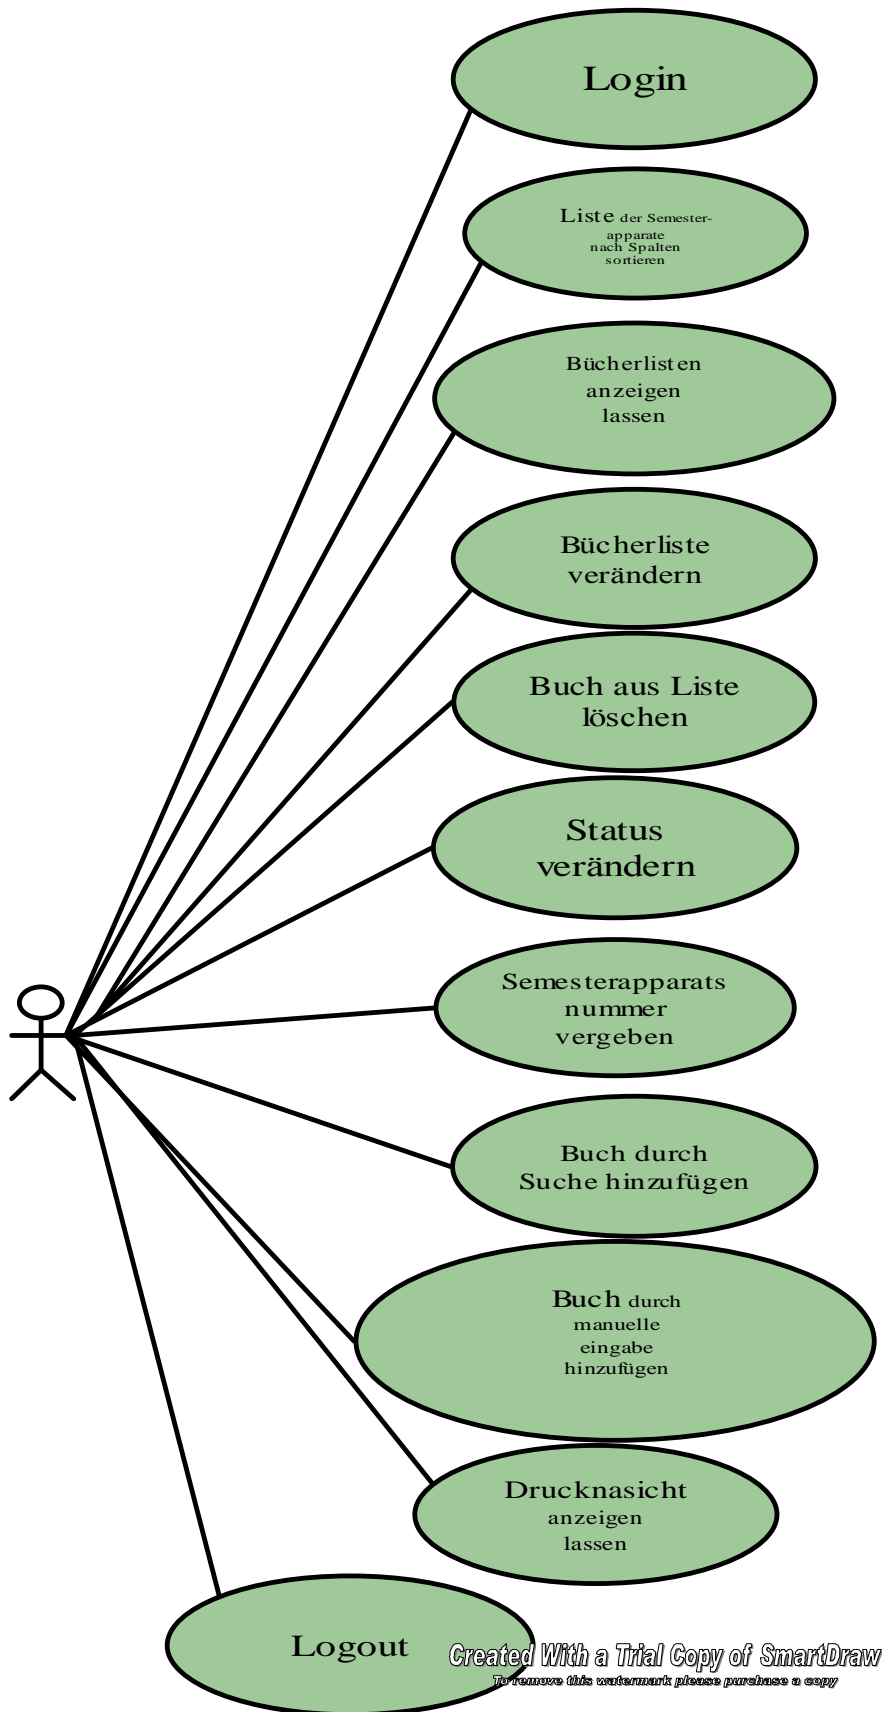 Login
Liste der Semester-
apparate
nach Spalten
sortieren
Bücherlisten
anzeigen
lassen
Bücherliste
verändern
Buch aus Liste
löschen
Status
verändern
Semesterapparats
nummer
vergeben
Buch durch
Suche hinzufügen
Buch durch
manuelle
eingabe
hinzufügen
Drucknasicht
anzeigen
lassen
Logout
Created With a Trial Copy of SmartDraw
To remove this watermark please purchase a copy